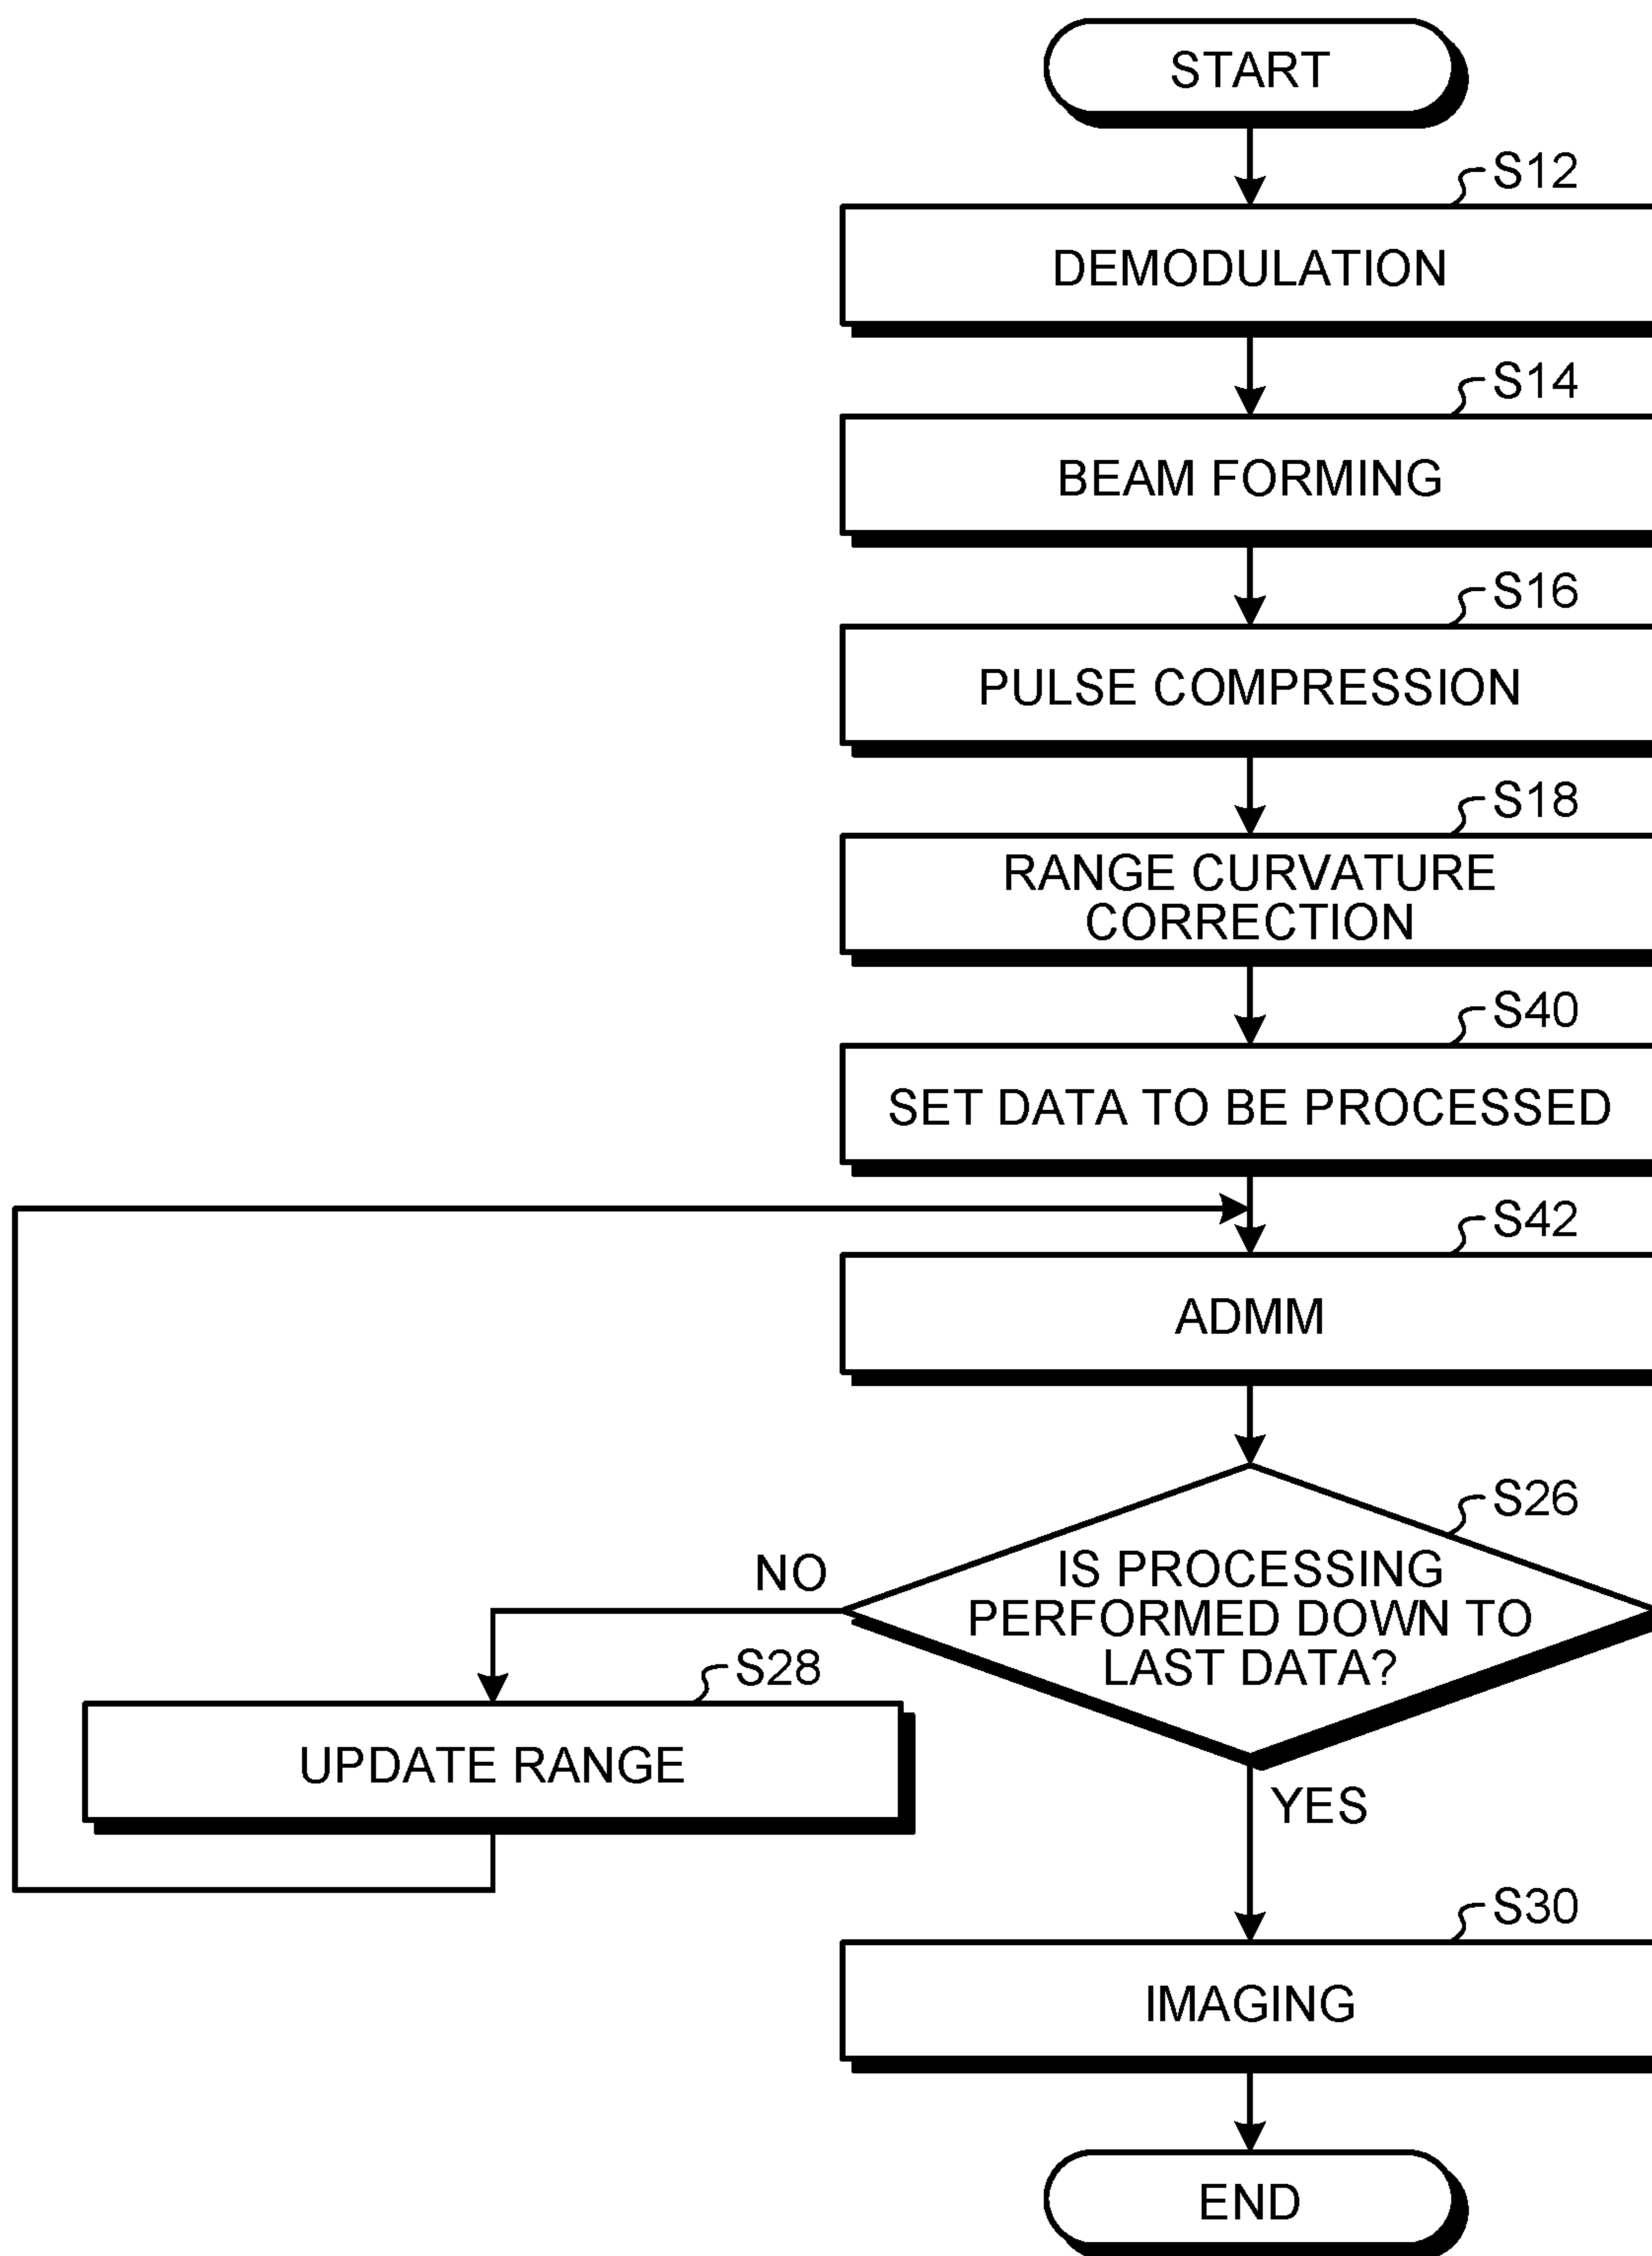 START
S12
DEMODULATION
S14
BEAM FORMING
S16
PULSE COMPRESSION
S18
RANGE CURVATURE
CORRECTION
S40
SET DATA TO BE PROCESSED
S42
ADMM
S26
IS PROCESSING
PERFORMED DOWN TO
LAST DATA?
NO
S28
UPDATE RANGE
YES
S30
IMAGING
END